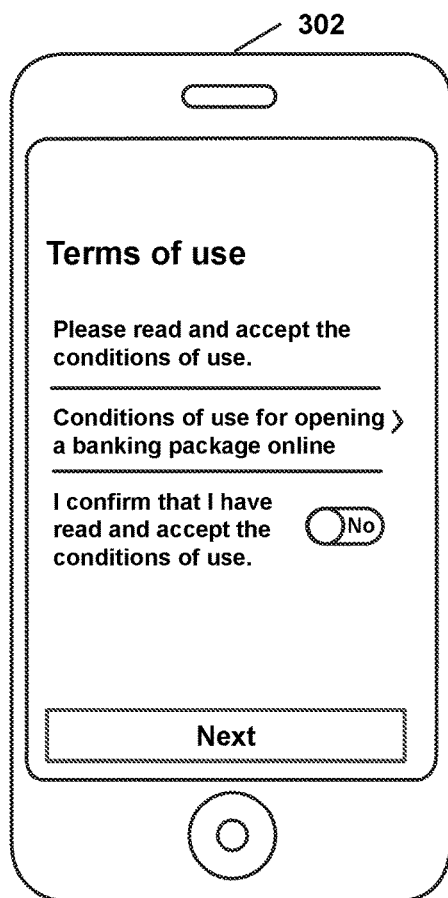 302
Terms of use
Please read and accept the
conditions of use.
Conditions of use for opening >
a banking package online
I confirm that I have
read and accept the
conditions of use.
No
Next